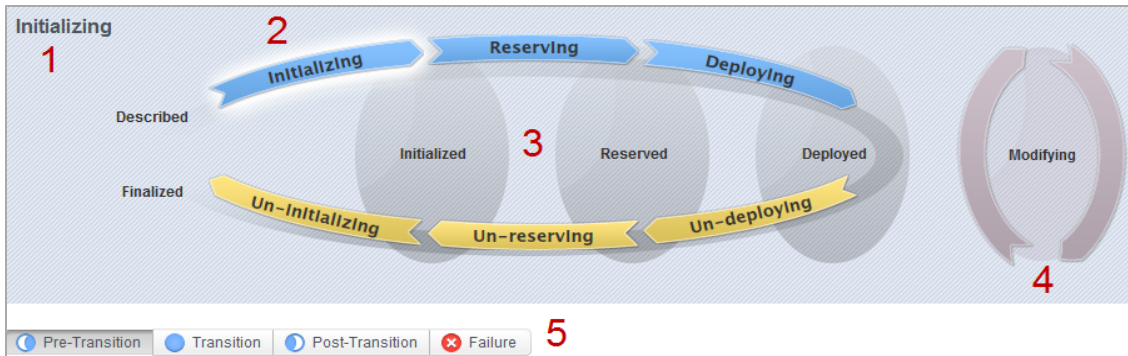 Initializing
1
2
Initializing
Reserving
Deploying
Described
Initialized
3
Reserved
Deployed
Modifying
Finalized
Un-initializing
Un-reserving
Un-deploying
4
Pre-Transition
Transition
Post-Transition
Failure
5